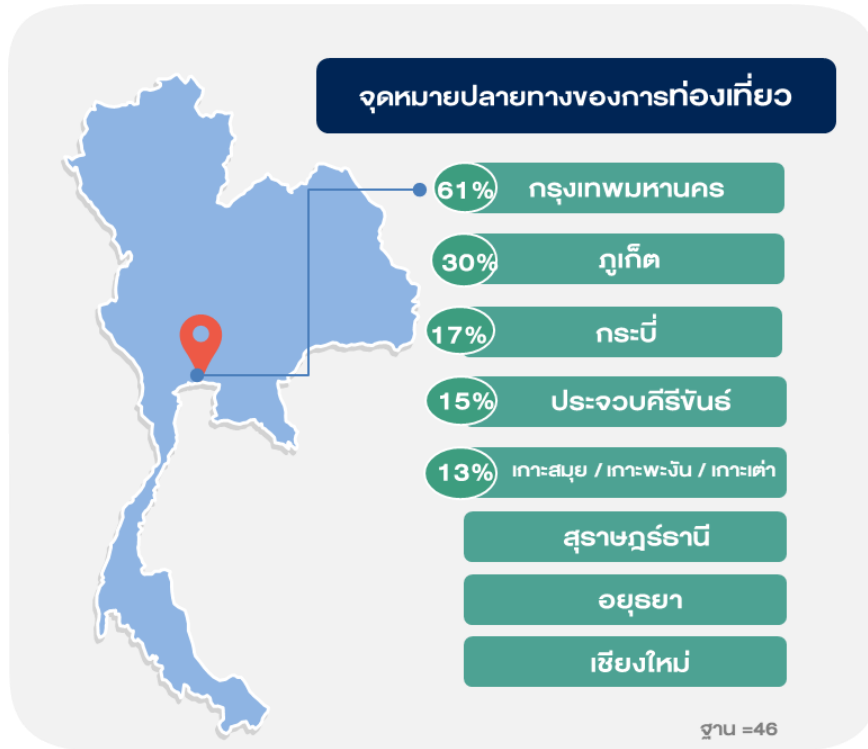 จุดหมายปลายทางของการท่องเที่ยว
61% กรุงเทพมหานคร
30% ภูเก็ต
17% กระบี่
15% ประจวบคีรีขันธ์
13% เกาะสมุย / เกาะพะงัน / เกาะเต่า
สุราษฎร์ธานี
อยุธยา
เชียงใหม่
ฐาน =46